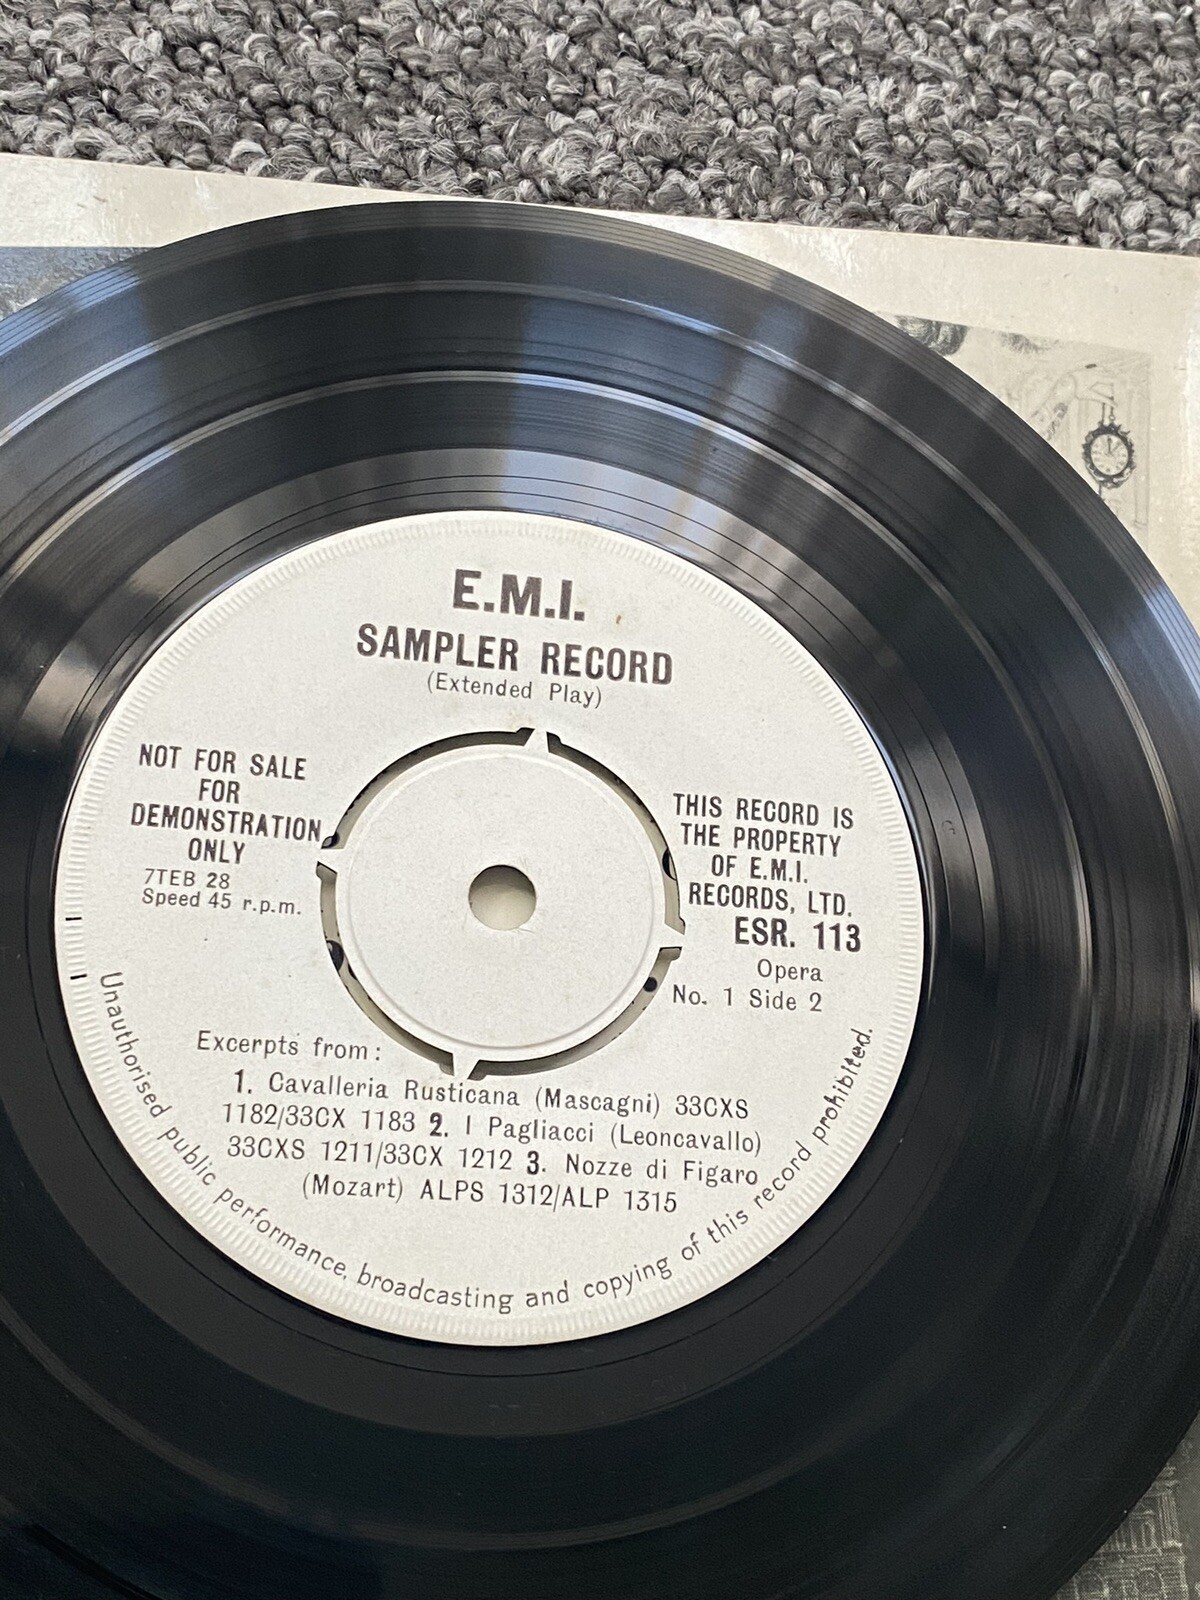 E.M.I.
SAMPLER RECORD
(Extended Play)
NOT FOR SALE
FOR
DEMONSTRATION
ONLY
7TEB 28
Speed 45 r.p.m.
THIS RECORD IS
THE PROPERTY
OF E.M.I.
RECORDS, LTD.
ESR. 113
Opera
No. 1 Side 2
Excerpts from:
1. Cavalleria Rusticana (Mascagni) 33CXS
1182/33CX 1183 2. I Pagliacci (Leoncavallo)
33CXS 1211/33CX 1212 3. Nozze di Figaro
(Mozart) ALPS 1312/ALP 1315
Unauthorised public performance, broadcasting and copying of this record prohibited.